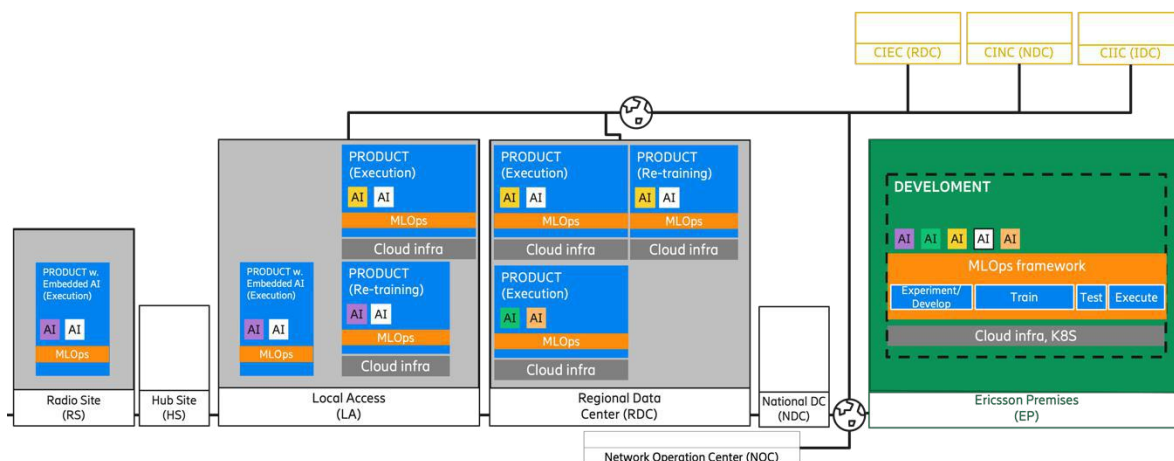 CIEC (RDC)
CINC (NDC)
CIIC (IDC)
PRODUCT
(Execution)
AI AI
MLOps
Cloud infra
PRODUCT
(Execution)
AI AI
MLOps
Cloud infra
PRODUCT
(Re-training)
AI AI
MLOps
Cloud infra
DEVELOMENT
AI AI AI AI AI
MLOps framework
Experiment/
Develop
Train
Test
Execute
Cloud infra, K8S
PRODUCT w.
Embedded AI
(Execution)
AI AI
MLOps
PRODUCT w.
Embedded AI
(Execution)
AI AI
MLOps
PRODUCT
(Re-training)
AI AI
MLOps
Cloud infra
PRODUCT
(Execution)
AI AI
MLOps
Cloud infra
Radio Site
(RS)
Hub Site
(HS)
Local Access
(LA)
Regional Data
Center (RDC)
National DC
(NDC)
Ericsson Premises
(EP)
Network Operation Center (NOC)